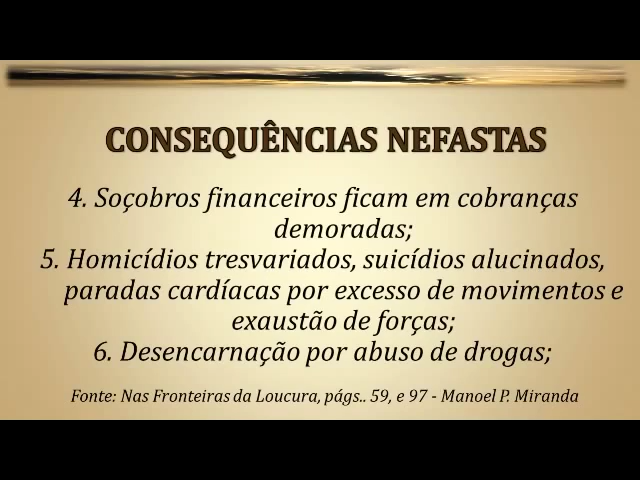 CONSEQUÊNCIAS NEFASTAS
4. Soçobros financeiros ficam em cobranças
demoradas;
5. Homicídios tresvariados, suicídios alucinados,
paradas cardíacas por excesso de movimentos e
exaustão de forças;
6. Desencarnação por abuso de drogas;
Fonte: Nas Fronteiras da Loucura, págs.. 59, e 97 - Manoel P. Miranda